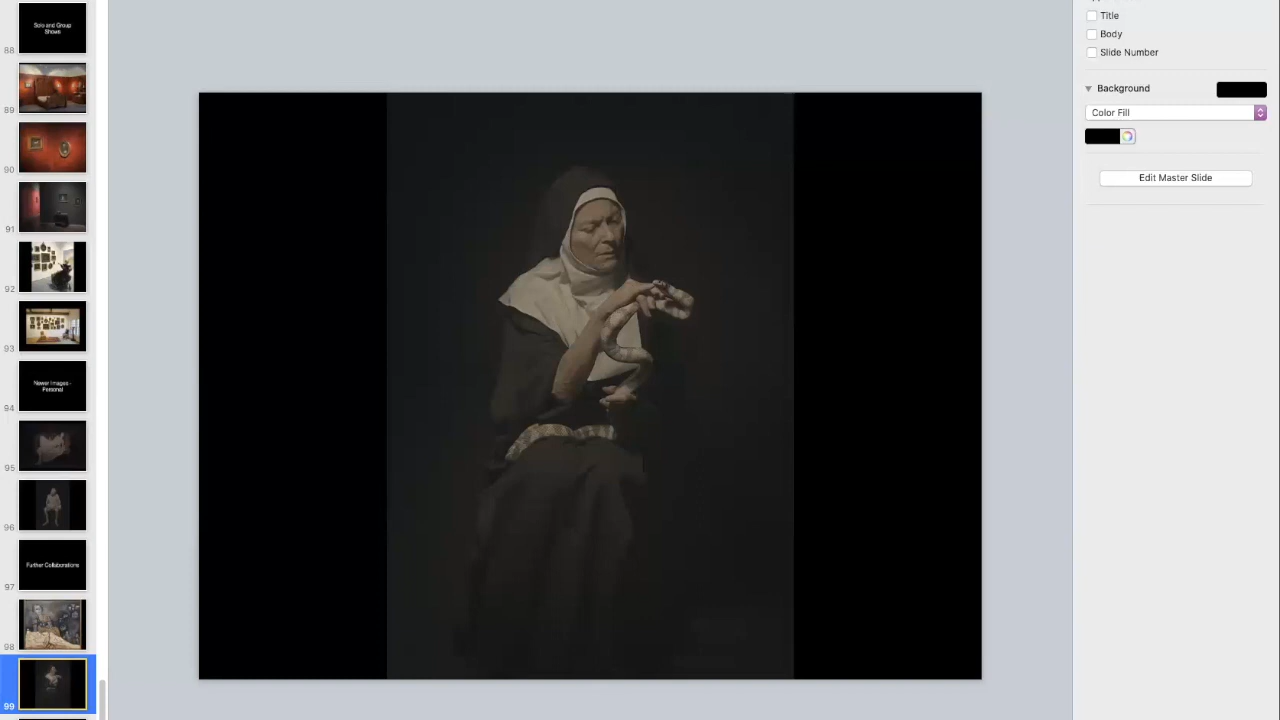 Solo and Group
Shows
88
89
90
91
92
93
Newer Images -
Personal
94
95
96
Further Collaborations
97
98
99
Title
Body
Slide Number
Background
Color Fill
Edit Master Slide